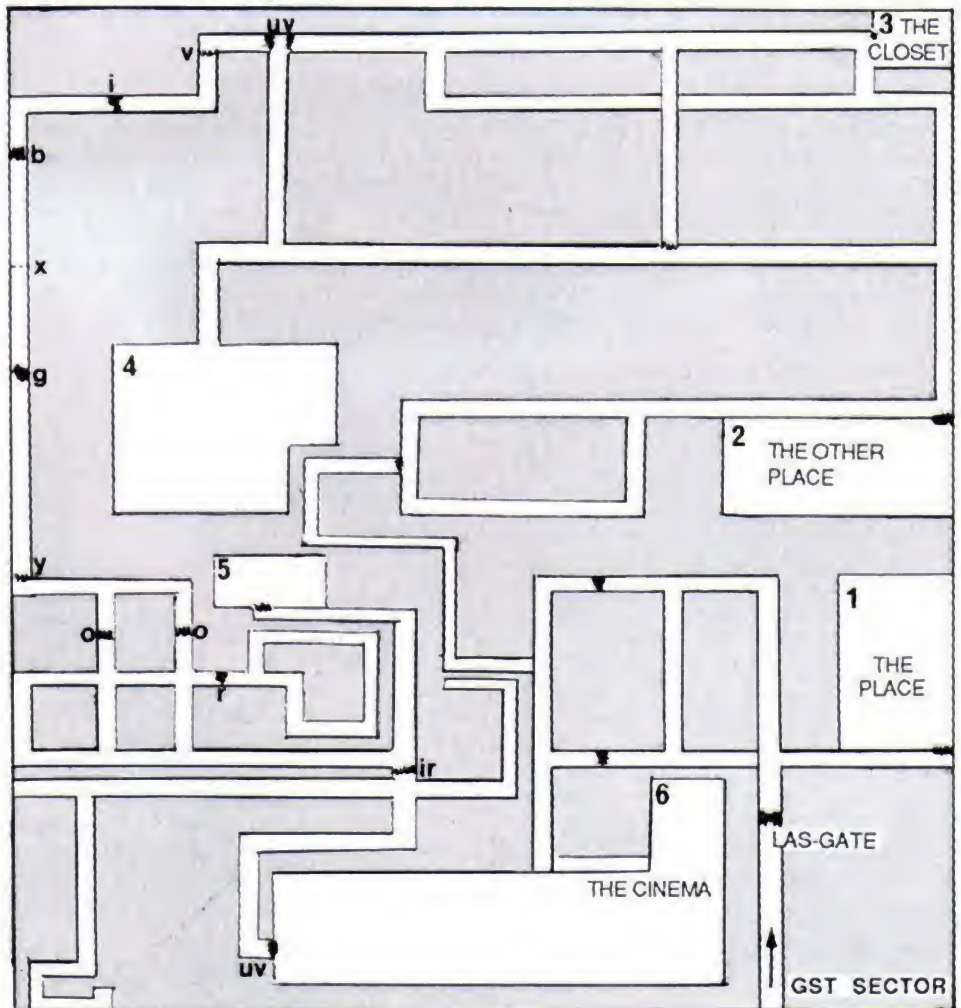 uv
3 THE
CLOSET
v
i
b
x
g
4
2
THE OTHER
PLACE
y
5
1
o
o
THE
PLACE
r
ir
6
LAS-GATE
THE CINEMA
uv
GST SECTOR